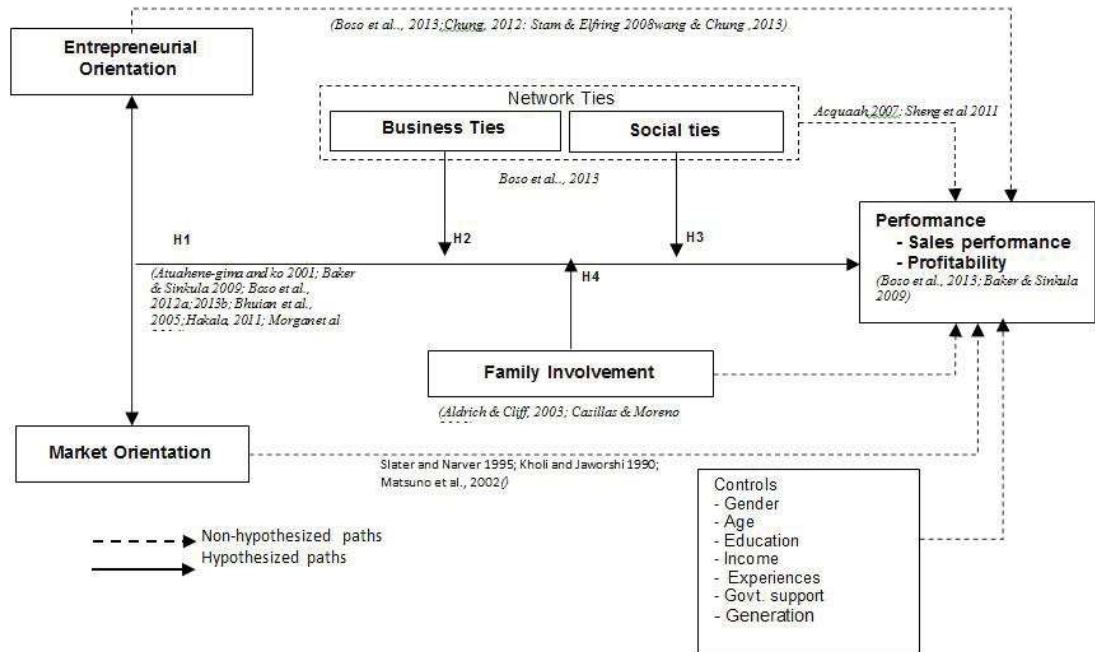 (Boso et al.., 2013;Chung, 2012: Stam & Elfring 2008wang & Chung ,2013)
Entrepreneurial
Orientation
Network Ties
Business Ties
Social ties
Acquaah,2007; Sheng et al 2011
Boso et al.., 2013
H1
H2
H3
H4
Performance
- Sales performance
- Profitability
(Boso et al., 2013; Baker & Sinkula
2009)
(Atuahene-gima and ko 2001; Baker
& Sinkula 2009; Boso et al.,
2012a;2013b; Bhuian et al.,
2005;Hakala, 2011; Morgan et al
Family Involvement
(Aldrich & Cliff, 2003; Casillas & Moreno
Market Orientation
Slater and Narver 1995; Kholi and Jaworshi 1990;
Matsuno et al., 2002()
Controls
- Gender
- Age
- Education
- Income
- Experiences
- Govt. support
- Generation
Non-hypothesized paths
Hypothesized paths